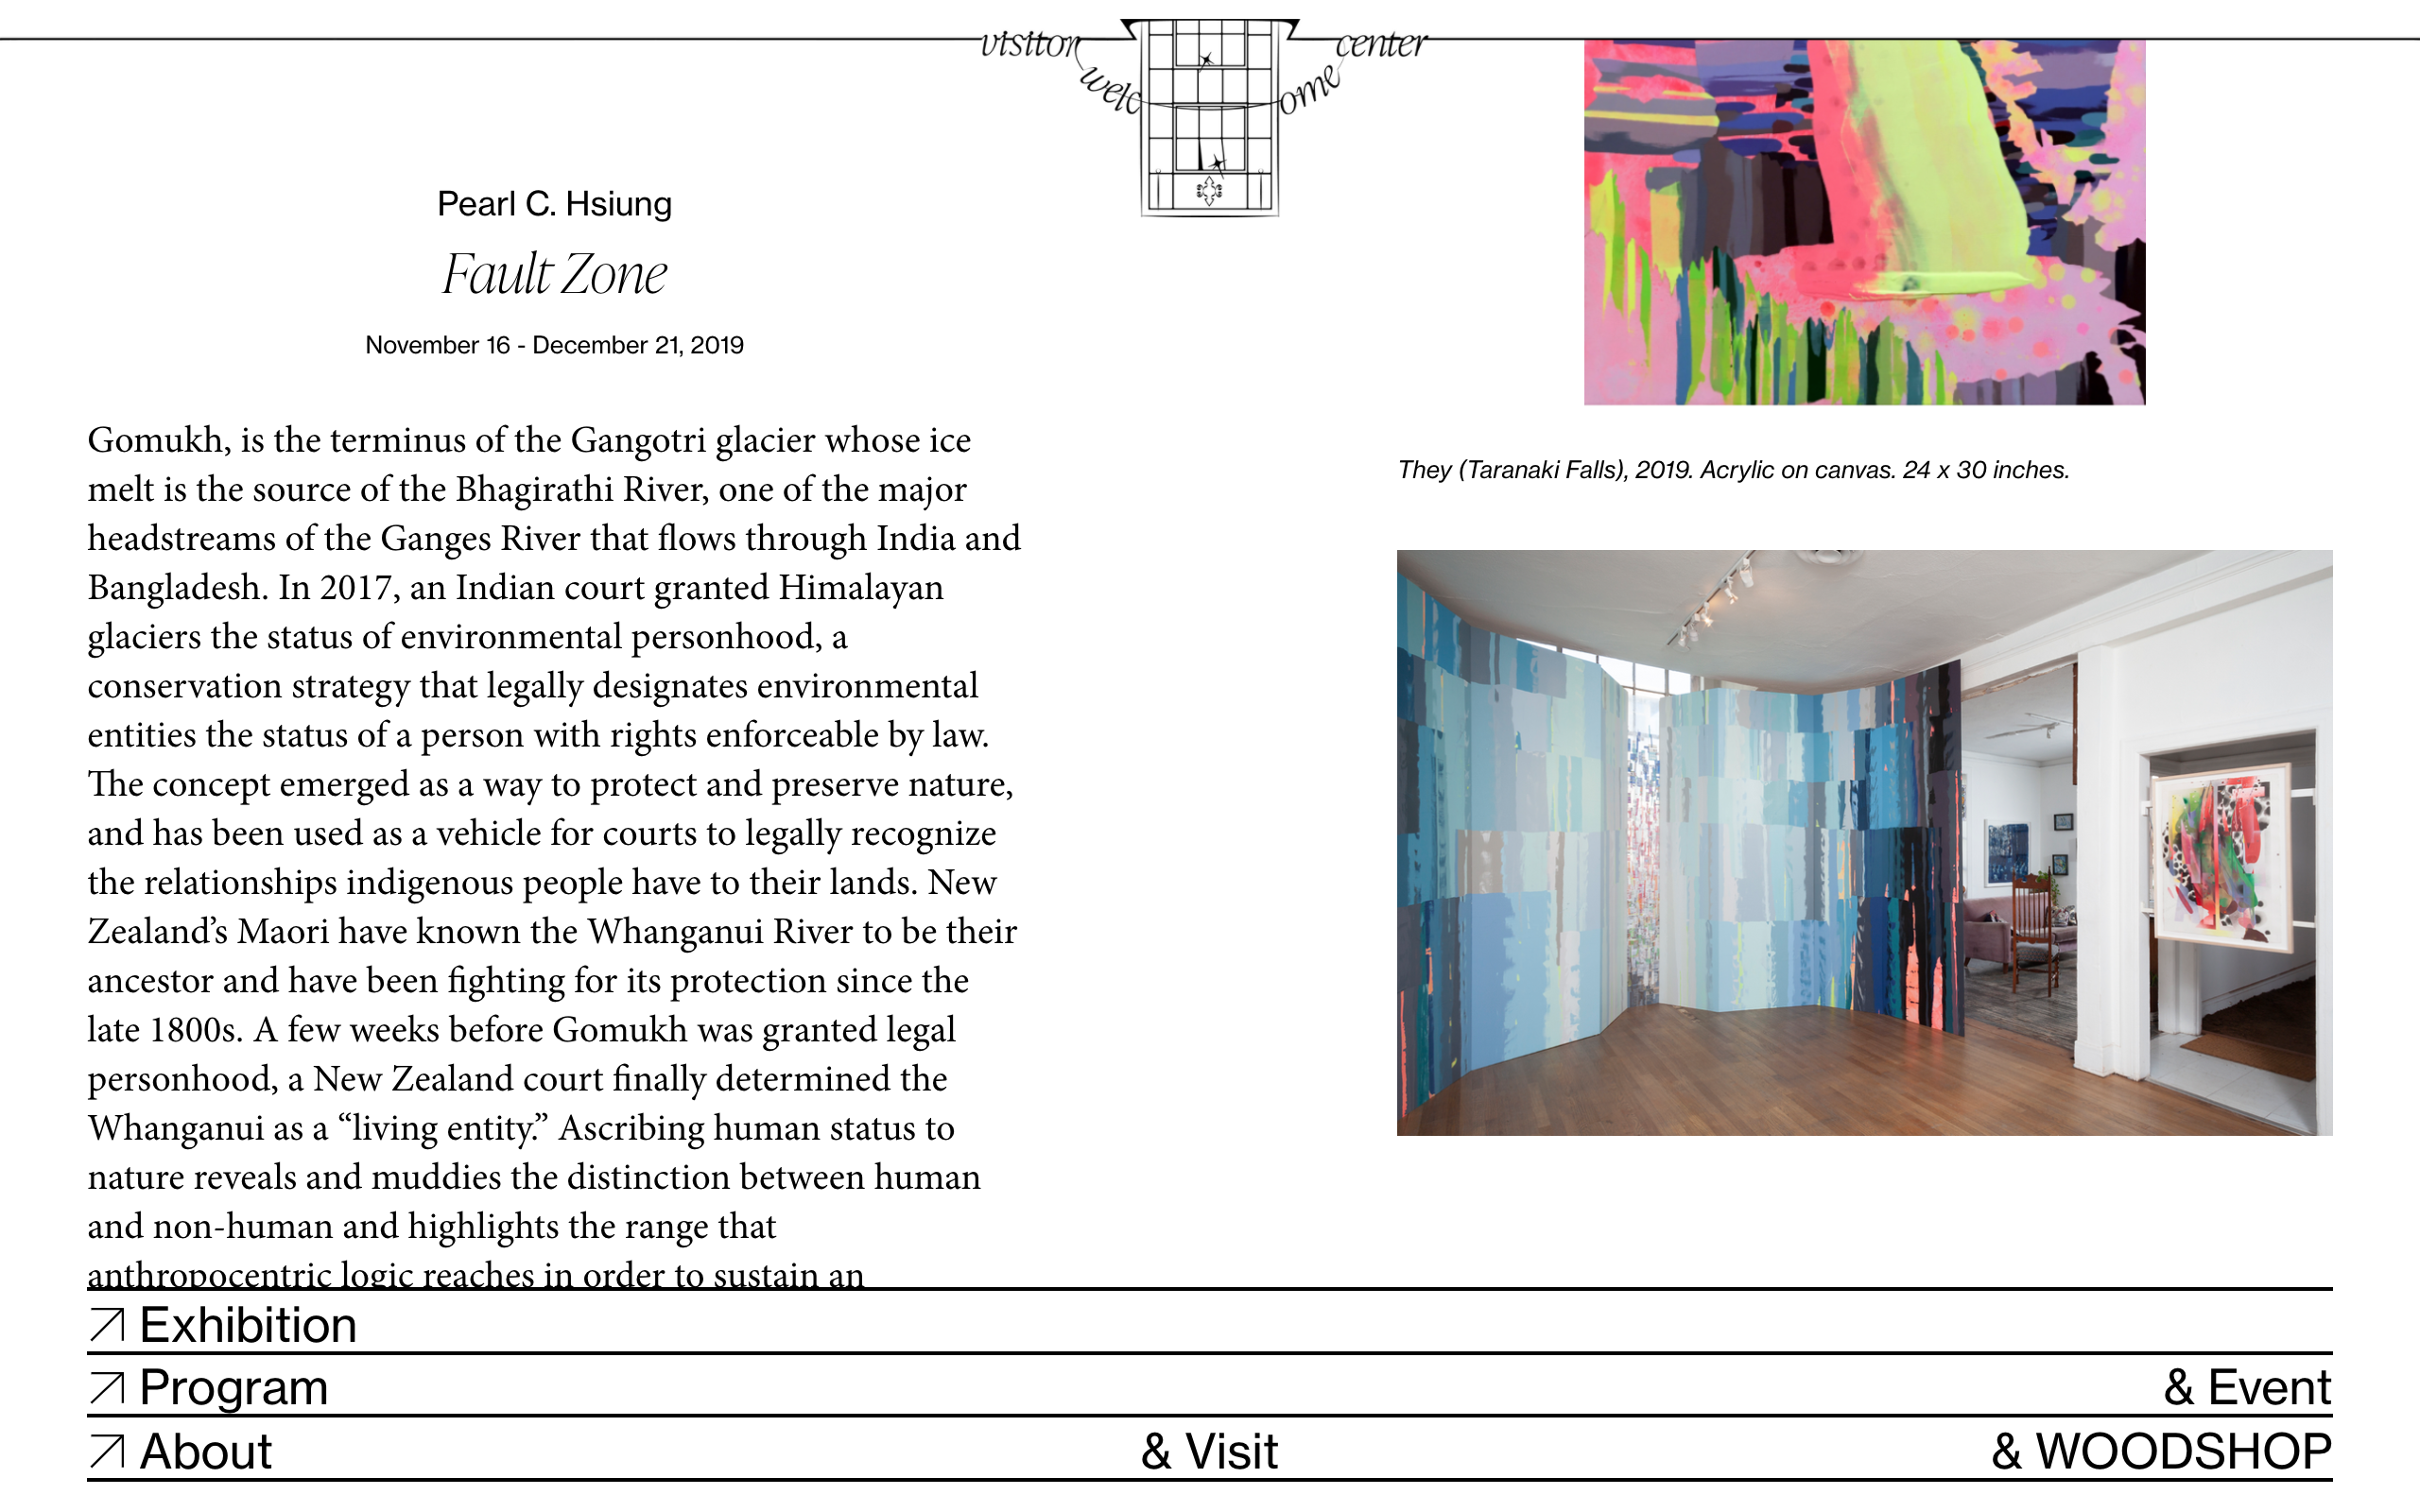 visitor welcome center
Pearl C. Hsiung
Fault Zone
November 16 - December 21, 2019
Gomukh, is the terminus of the Gangotri glacier whose ice
melt is the source of the Bhagirathi River, one of the major
headstreams of the Ganges River that flows through India and
Bangladesh. In 2017, an Indian court granted Himalayan
glaciers the status of environmental personhood, a
conservation strategy that legally designates environmental
entities the status of a person with rights enforceable by law.
The concept emerged as a way to protect and preserve nature,
and has been used as a vehicle for courts to legally recognize
the relationships indigenous people have to their lands. New
Zealand’s Maori have known the Whanganui River to be their
ancestor and have been fighting for its protection since the
late 1800s. A few weeks before Gomukh was granted legal
personhood, a New Zealand court finally determined the
Whanganui as a “living entity.” Ascribing human status to
nature reveals and muddies the distinction between human
and non-human and highlights the range that
anthropocentric logic reaches in order to sustain an
They (Taranaki Falls), 2019. Acrylic on canvas. 24 x 30 inches.
Exhibition
Program & Event
About & Visit & WOODSHOP